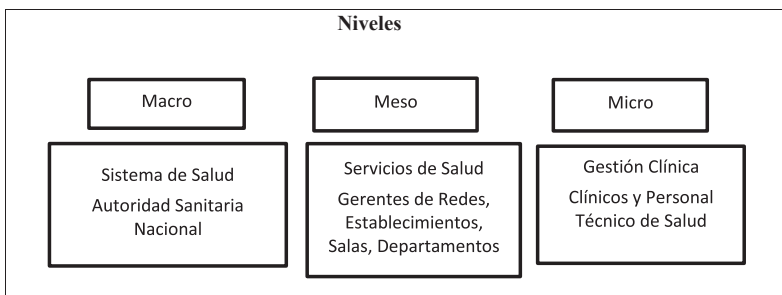 Niveles
Macro
Meso
Micro
Sistema de Salud
Autoridad Sanitaria
Nacional
Servicios de Salud
Gerentes de Redes,
Establecimientos,
Salas, Departamentos
Gestión Clínica
Clínicos y Personal
Técnico de Salud